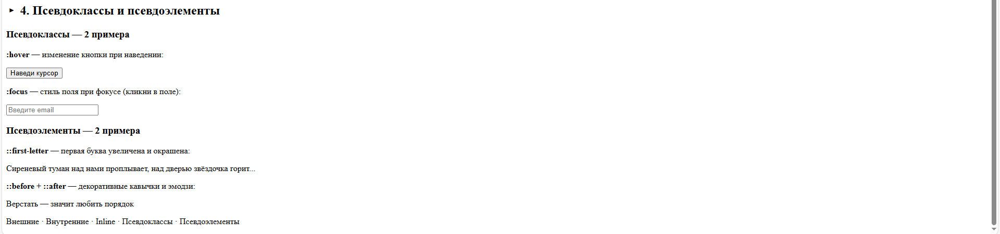 ► 4. Псевдоклассы и псевдоэлементы
Псевдоклассы — 2 примера
:hover — изменение кнопки при наведении:
Наведи курсор
:focus — стиль поля при фокусе (кликни в поле):
Введите email
Псевдоэлементы — 2 примера
::first-letter — первая буква увеличена и окрашена:
Сиреневый туман над нами проплывает, над дверью звёздочка горит...
::before + ::after — декоративные кавычки и эмодзи:
Верстать — значит любить порядок
Внешние · Внутренние · Inline · Псевдоклассы · Псевдоэлементы